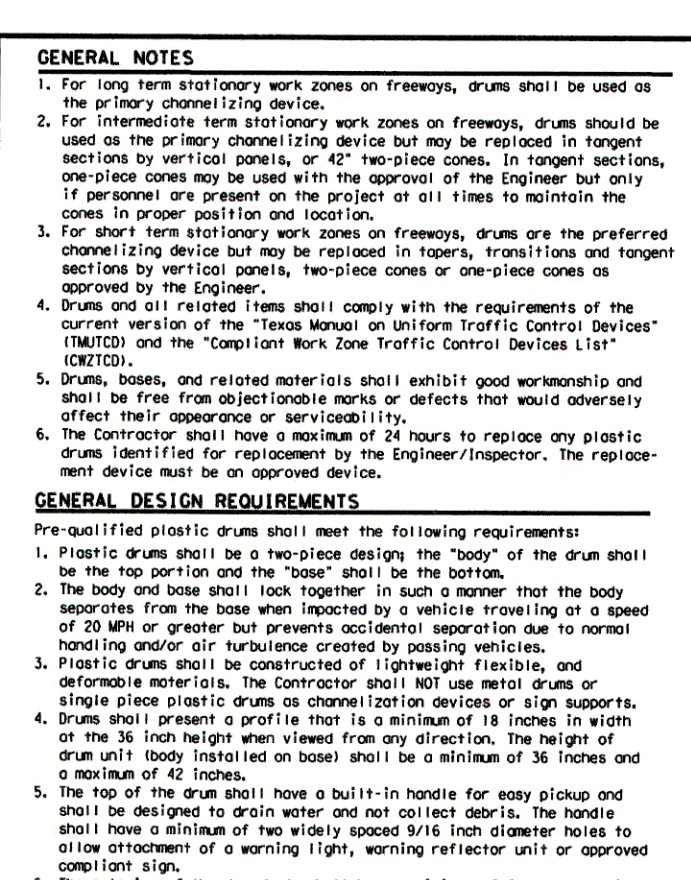 GENERAL NOTES
1. For long term stationary work zones on freeways, drums shall be used as
the primary channelizing device.
2. For intermediate term stationary work zones on freeways, drums should be
used as the primary channelizing device but may be replaced in tangent
sections by vertical panels, or 42" two-piece cones. In tangent sections,
one-piece cones may be used with the approval of the Engineer but only
if personnel are present on the project at all times to maintain the
cones in proper position and location.
3. For short term stationary work zones on freeways, drums are the preferred
channelizing device but may be replaced in tapers, transitions and tangent
sections by vertical panels, two-piece cones or one-piece cones as
approved by the Engineer.
4. Drums and all related items shall comply with the requirements of the
current version of the "Texas Manual on Uniform Traffic Control Devices"
(TMUTCD) and the "Compliant Work Zone Traffic Control Devices List"
(CWZTCD).
5. Drums, bases, and related materials shall exhibit good workmanship and
shall be free from objectionable marks or defects that would adversely
affect their appearance or serviceability.
6. The Contractor shall have a maximum of 24 hours to replace any plastic
drums identified for replacement by the Engineer/Inspector. The replace-
ment device must be an approved device.
GENERAL DESIGN REQUIREMENTS
Pre-qualified plastic drums shall meet the following requirements:
1. Plastic drums shall be a two-piece design; the "body" of the drum shall
be the top portion and the "base" shall be the bottom.
2. The body and base shall lock together in such a manner that the body
separates from the base when impacted by a vehicle traveling at a speed
of 20 MPH or greater but prevents accidental separation due to normal
handling and/or air turbulence created by passing vehicles.
3. Plastic drums shall be constructed of lightweight flexible, and
deformable materials. The Contractor shall NOT use metal drums or
single piece plastic drums as channelization devices or sign supports.
4. Drums shall present a profile that is a minimum of 18 inches in width
at the 36 inch height when viewed from any direction. The height of
drum unit (body installed on base) shall be a minimum of 36 inches and
a maximum of 42 inches.
5. The top of the drum shall have a built-in handle for easy pickup and
shall be designed to drain water and not collect debris. The handle
shall have a minimum of two widely spaced 9/16 inch diameter holes to
allow attachment of a warning light, warning reflector unit or approved
compliant sign.